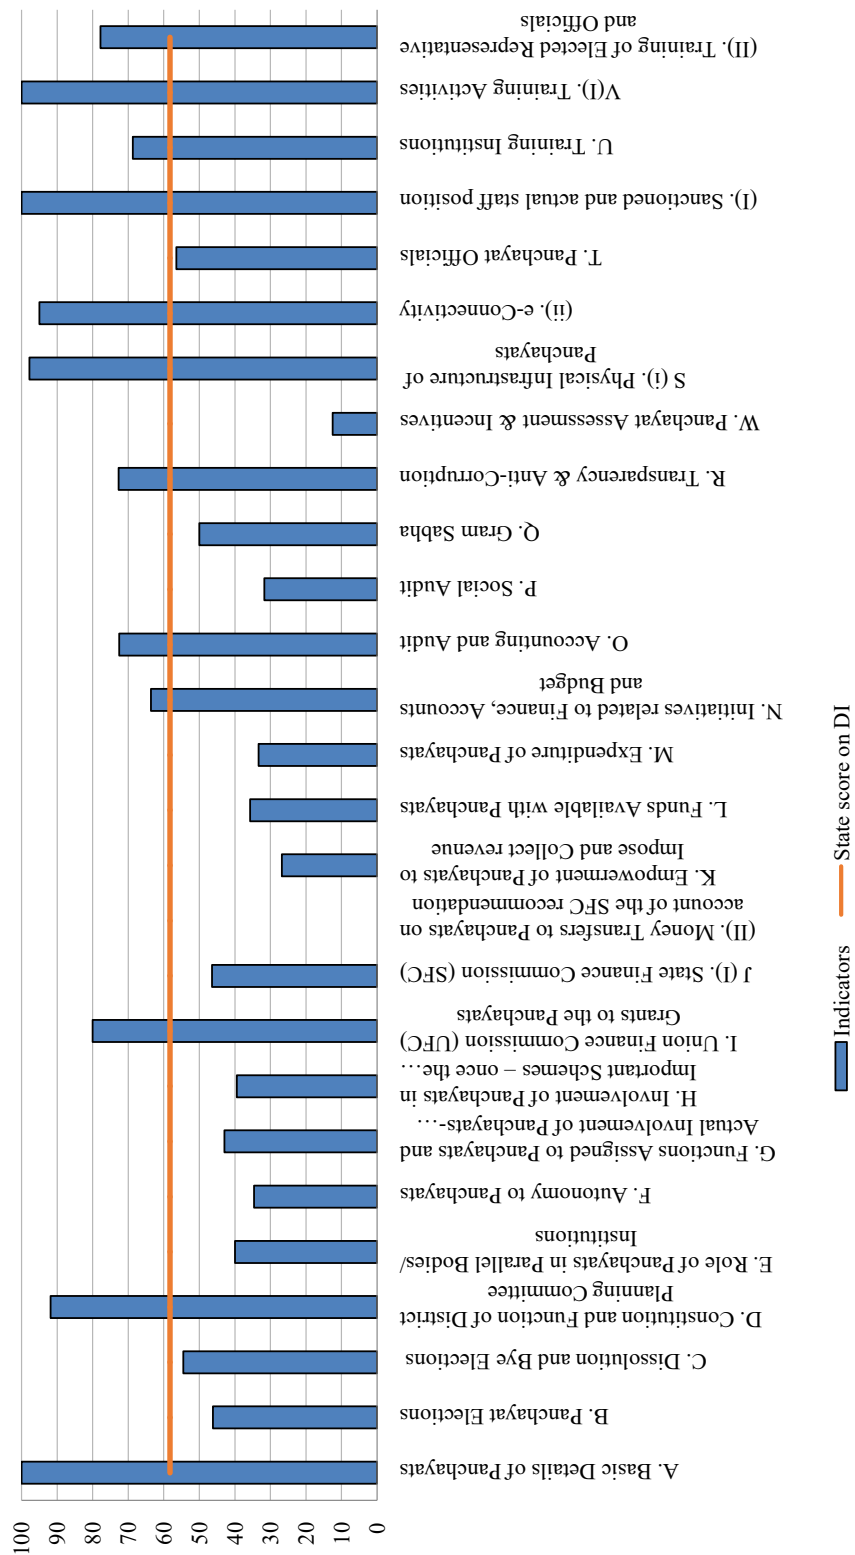 100
90
80
70
60
50
40
30
20
10
0
A. Basic Details of Panchayats
B. Panchayat Elections
C. Dissolution and Bye Elections
D. Constitution and Function of District
Planning Committee
E. Role of Panchayats in Parallel Bodies/
Institutions
F. Autonomy to Panchayats
G. Functions Assigned to Panchayats and
Actual Involvement of Panchayats-…
H. Involvement of Panchayats in
Important Schemes – once the…
I. Union Finance Commission (UFC)
Grants to the Panchayats
J (I). State Finance Commission (SFC)
(II). Money Transfers to Panchayats on
account of the SFC recommendation
K. Empowerment of Panchayats to
Impose and Collect revenue
L. Funds Available with Panchayats
M. Expenditure of Panchayats
N. Initiatives related to Finance, Accounts
and Budget
O. Accounting and Audit
P. Social Audit
Q. Gram Sabha
R. Transparency & Anti-Corruption
W. Panchayat Assessment & Incentives
S (i). Physical Infrastructure of
Panchayats
(ii). e-Connectivity
T. Panchayat Officials
(I). Sanctioned and actual staff position
U. Training Institutions
V(I). Training Activities
(II). Training of Elected Representative
and Officials
Indicators
State score on DI